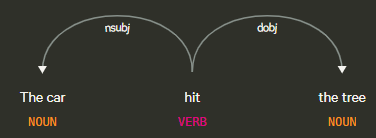 nsubj dobj
The car hit the tree
NOUN VERB NOUN